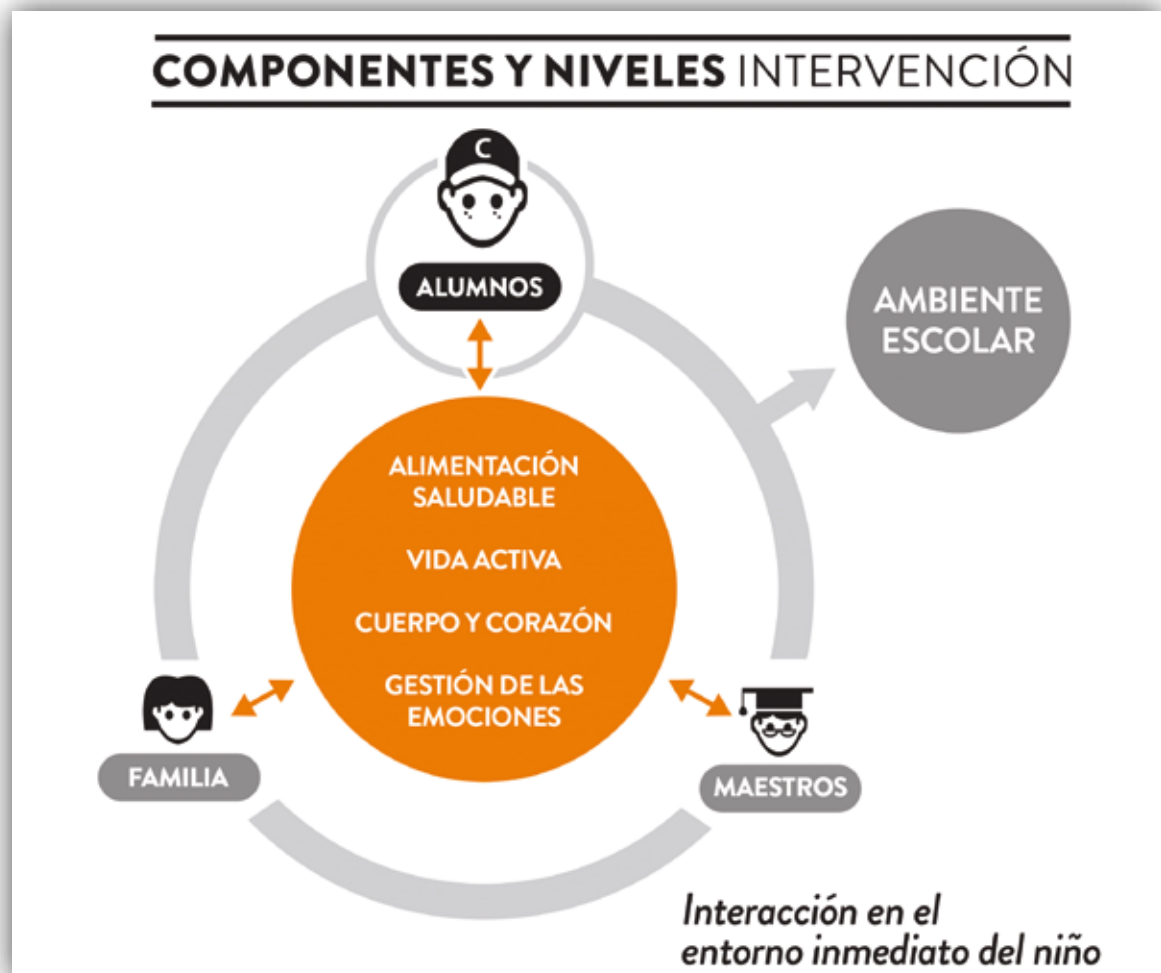 COMPONENTES Y NIVELES INTERVENCIÓN
C
ALUMNOS
AMBIENTE
ESCOLAR
ALIMENTACIÓN
SALUDABLE
VIDA ACTIVA
CUERPO Y CORAZÓN
GESTIÓN DE LAS
EMOCIONES
FAMILIA
MAESTROS
Interacción en el
entorno inmediato del niño